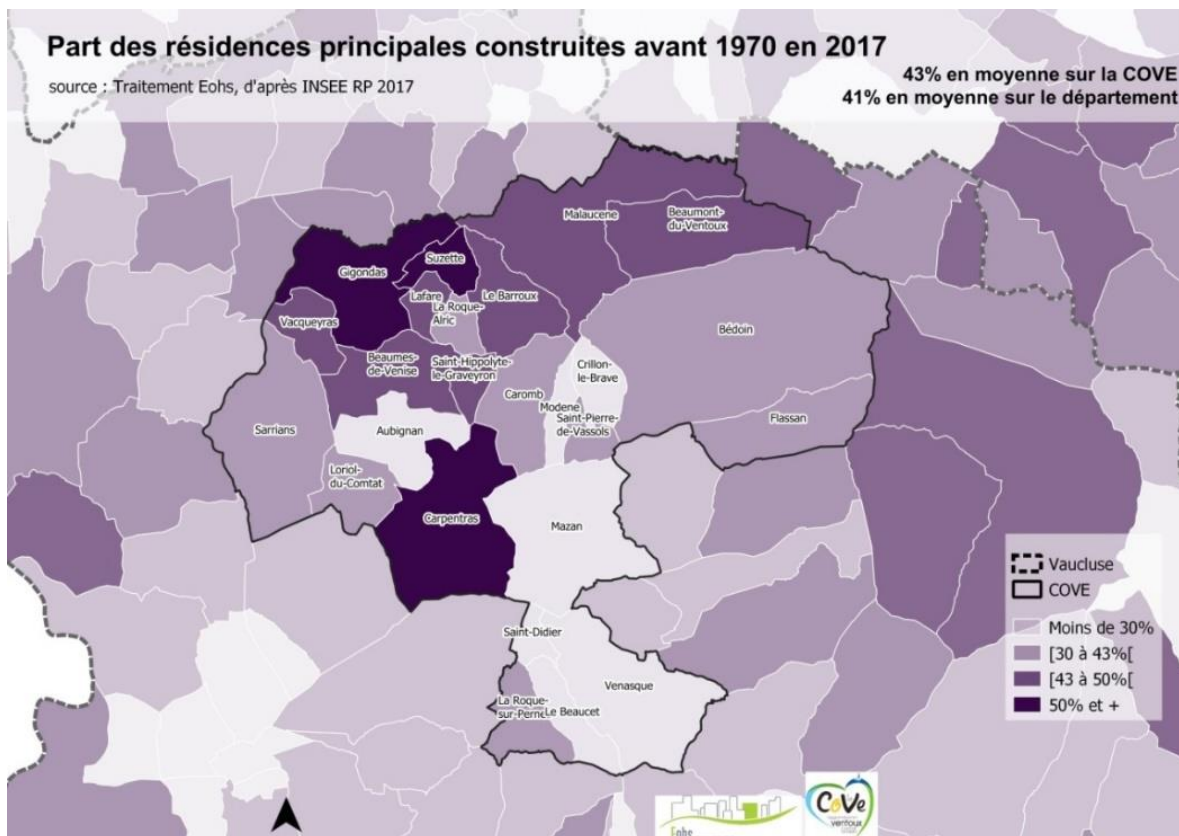 Part des résidences principales construites avant 1970 en 2017
source : Traitement Eohs, d'après INSEE RP 2017
43% en moyenne sur la COVE
41% en moyenne sur le département
Malaucene
Beaumont-
du-Ventoux
Suzette
Gigondas
Lafare
Le Barroux
La Roque-
Alric
Vacqueyras
Bédoin
Beaumes-
de-Venise
Saint-Hippolyte-
le-Graveyron
Crillon-
le-Brave
Caromb
Modene
Saint-Pierre-
de-Vassols
Flassan
Sarrians
Aubignan
Loriol-
du-Comtat
Carpentras
Mazan
Saint-Didier
Venasque
La Roque-
sur-Pernes
Le Beaucet
Vaucluse
COVE
Moins de 30%
[30 à 43%[
[43 à 50%[
50% et +
Eohs
CoVe
ventoux